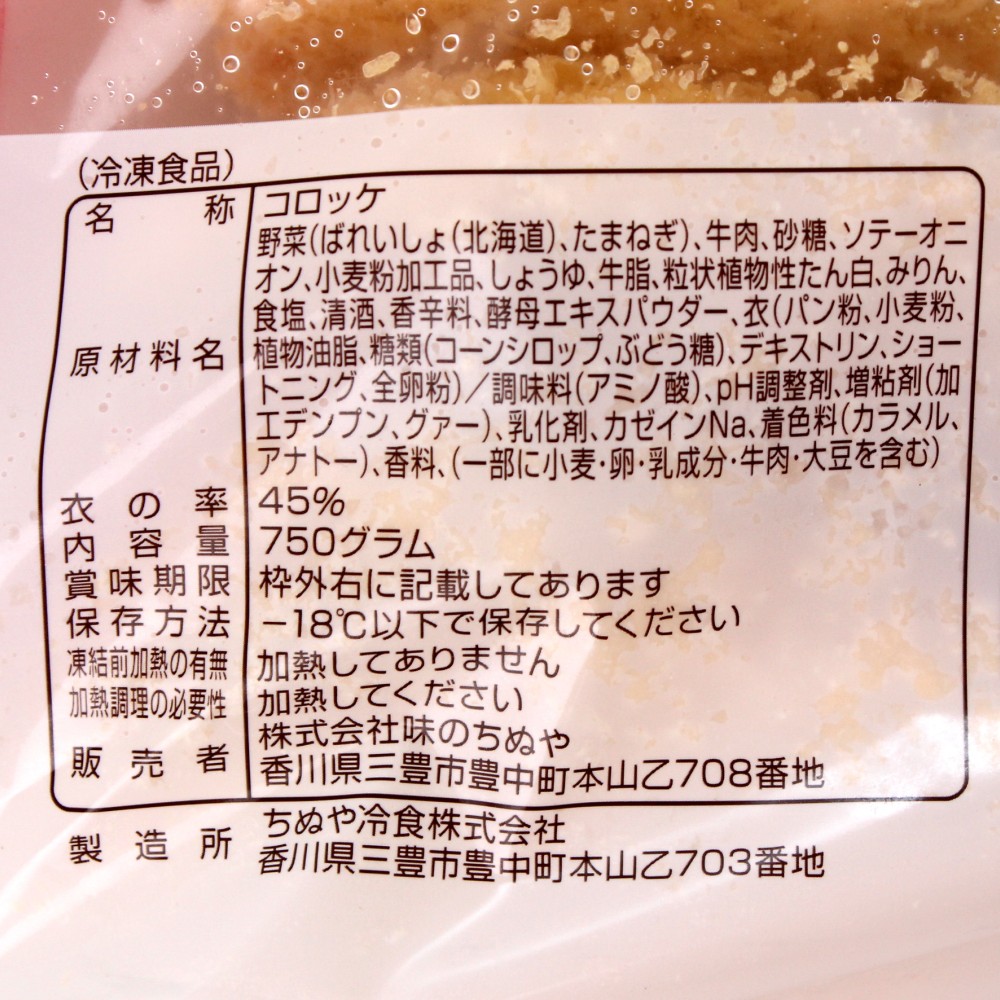 (冷凍食品)
名称 コロッケ
野菜(ばれいしょ(北海道)、たまねぎ)、牛肉、砂糖、ソテーオニ
オン、小麦粉加工品、しょうゆ、牛脂、粒状植物性たん白、みりん、
食塩、清酒、香辛料、酵母エキスパウダー、衣(パン粉、小麦粉、
原材料名 植物油脂、糖類(コーンシロップ、ぶどう糖)、デキストリン、ショー
トニング、全卵粉)/調味料(アミノ酸)、pH調整剤、増粘剤(加
工デンプン、グァー)、乳化剤、カゼインNa、着色料(カラメル、
アナトー)、香料、(一部に小麦・卵・乳成分・牛肉・大豆を含む)
衣の率 45%
内容量 750グラム
賞味期限 枠外右に記載してあります
保存方法 −18℃以下で保存してください
凍結前加熱の有無 加熱してありません
加熱調理の必要性 加熱してください
株式会社味のちぬや
販売者 香川県三豊市豊中町本山乙708番地
ちぬや冷食株式会社
製造所 香川県三豊市豊中町本山乙703番地